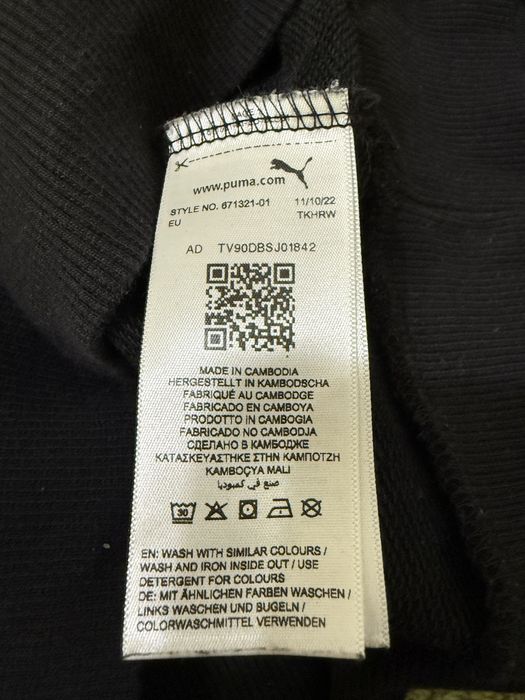 www.puma.com
STYLE NO. 671321-01 11/10/22
EU TKHRW
AD TV90DBSJ01842
MADE IN CAMBODIA
HERGESTELLT IN KAMBODSCHA
FABRIQUÉ AU CAMBODGE
FABRICADO EN CAMBOYA
PRODOTTO IN CAMBOGIA
FABRICADO NO CAMBODJA
СДЕЛАНО В КАМБОДЖЕ
ΚΑΤΑΣΚΕΥΑΣΤΗΚΕ ΣΤΗΝ ΚΑΜΠΟΤΖΗ
KAMBOÇYA MALI
صنع في كمبوديا
30
EN: WASH WITH SIMILAR COLOURS /
WASH AND IRON INSIDE OUT / USE
DETERGENT FOR COLOURS
DE: MIT ÄHNLICHEN FARBEN WASCHEN /
LINKS WASCHEN UND BÜGELN /
COLORWASCHMITTEL VERWENDEN